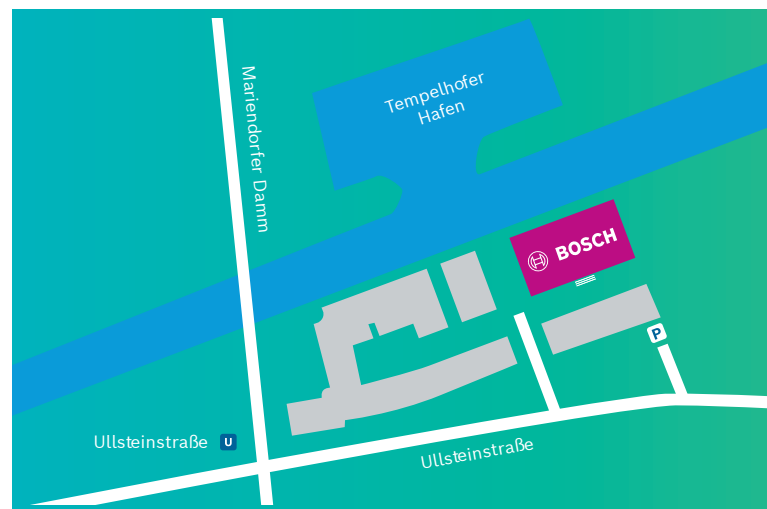 Tempelhofer
Hafen
Mariendorfer Damm
BOSCH
P
Ullsteinstraße U
Ullsteinstraße